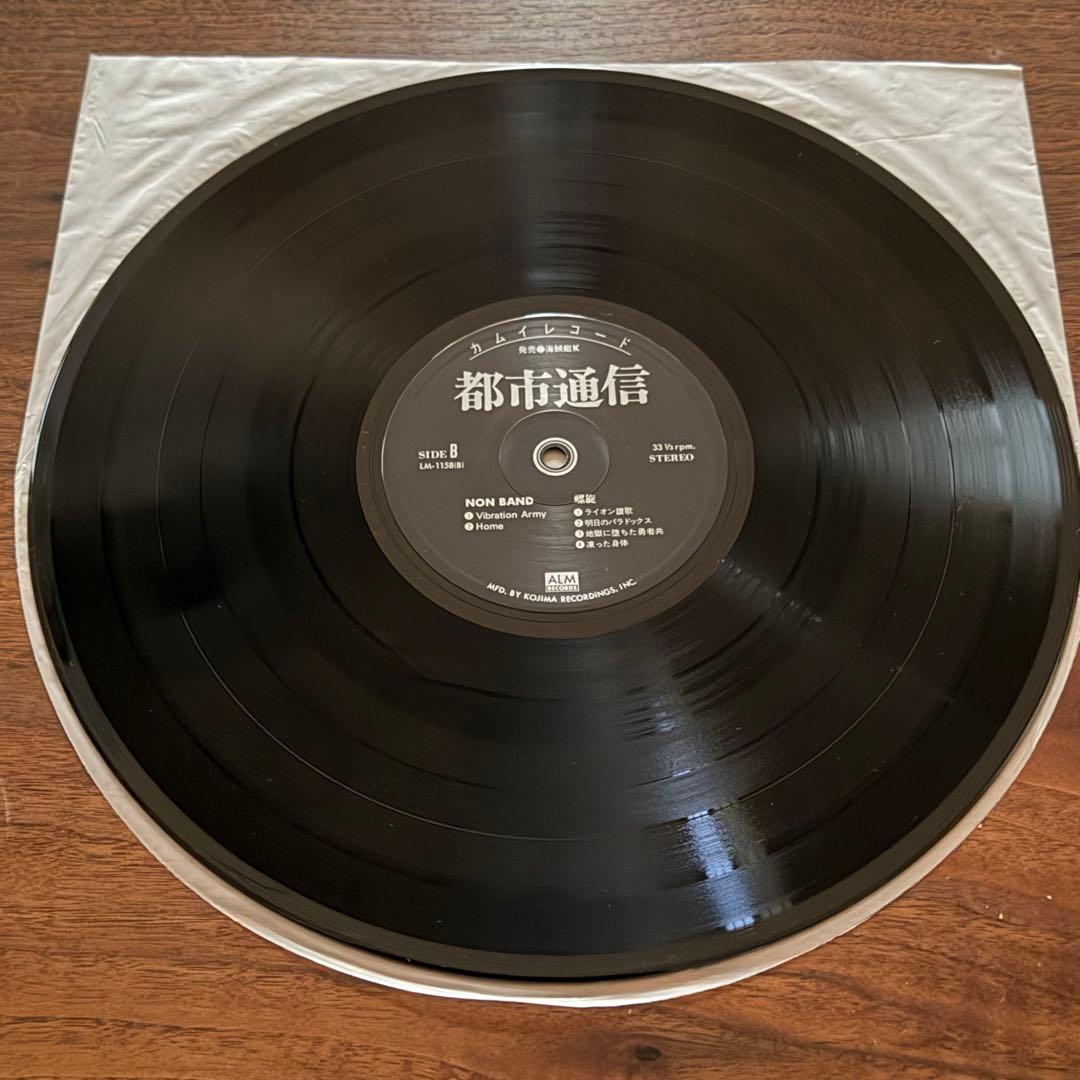 カムイレコード
発売●海賊艦K
都市通信
SIDE B
LM-1158(B)
33 1/3 rpm.
STEREO
NON BAND
❶ Vibration Army
❷ Home
螺旋
❶ ライオン讃歌
❷ 明日のパラドックス
❸ 地獄に堕ちた勇者共
❹ 凍った身体
ALM
RECORDS
MFD. BY KOJIMA RECORDINGS, INC.